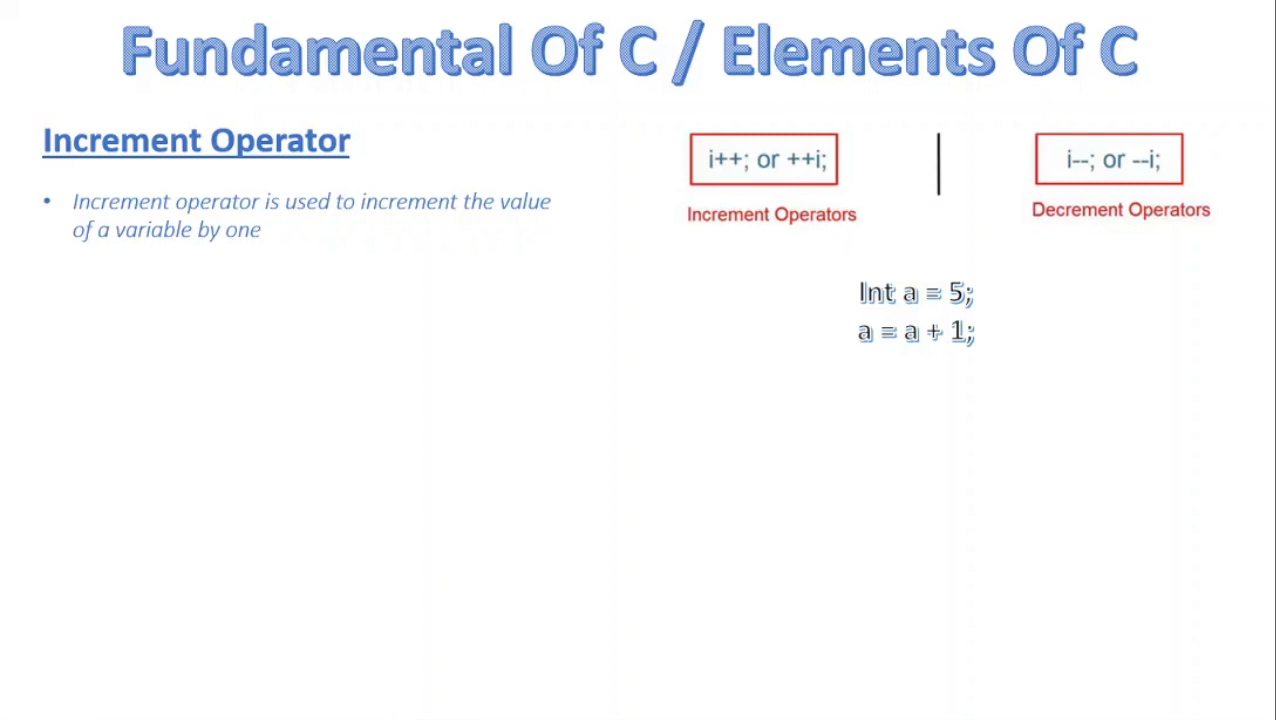 Fundamental Of C / Elements Of C
Increment Operator
• Increment operator is used to increment the value
of a variable by one
i++; or ++i;
Increment Operators
i--; or --i;
Decrement Operators
Int a = 5;
a = a + 1;